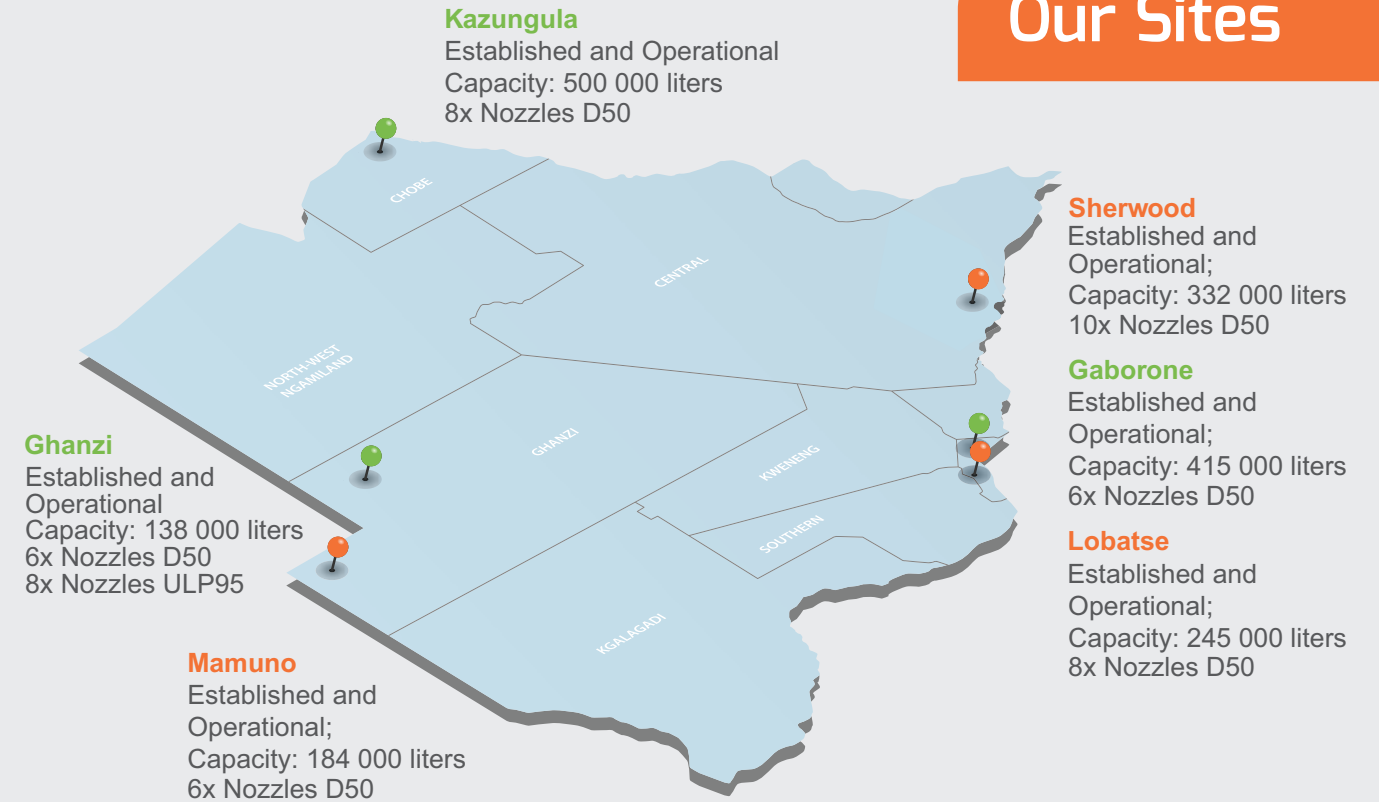 Our Sites
Kazungula
Established and Operational
Capacity: 500 000 liters
8x Nozzles D50
CHOBE
CENTRAL
NORTH-WEST
NGAMILAND
GHANZI
KWENENG
SOUTHERN
KGALAGADI
Sherwood
Established and
Operational;
Capacity: 332 000 liters
10x Nozzles D50
Gaborone
Established and
Operational;
Capacity: 415 000 liters
6x Nozzles D50
Lobatse
Established and
Operational;
Capacity: 245 000 liters
8x Nozzles D50
Ghanzi
Established and
Operational
Capacity: 138 000 liters
6x Nozzles D50
8x Nozzles ULP95
Mamuno
Established and
Operational;
Capacity: 184 000 liters
6x Nozzles D50